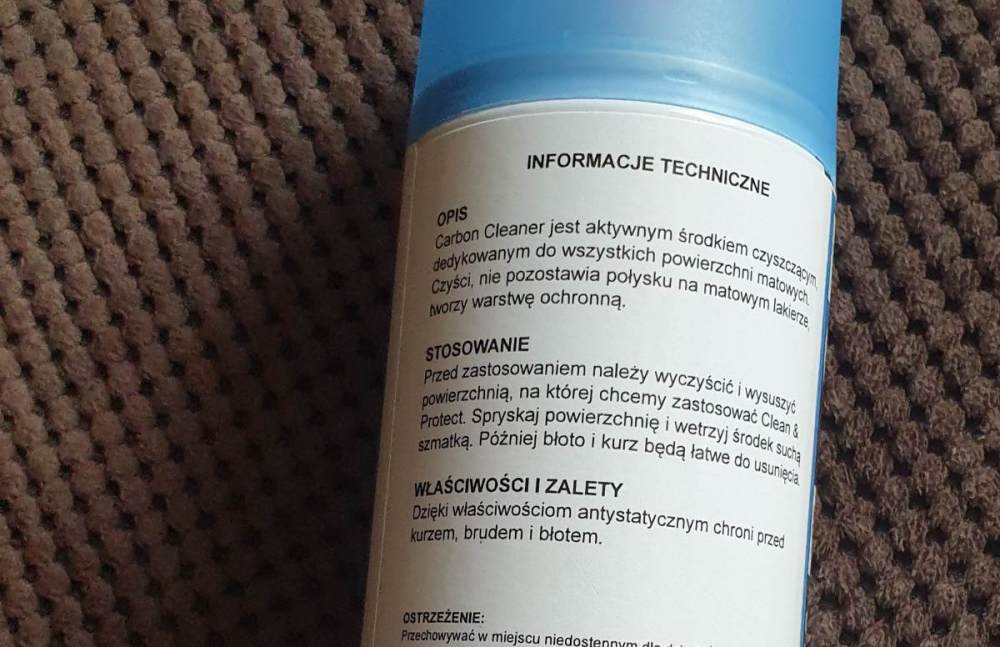 INFORMACJE TECHNICZNE
OPIS
Carbon Cleaner jest aktywnym środkiem czyszczącym,
dedykowanym do wszystkich powierzchni matowych.
Czyści, nie pozostawia połysku na matowym lakierze,
tworzy warstwę ochronną.
STOSOWANIE
Przed zastosowaniem należy wyczyścić i wysuszyć
powierzchnią, na której chcemy zastosować Clean &
Protect. Spryskaj powierzchnię i wetrzyj środek suchą
szmatką. Później błoto i kurz będą łatwe do usunięcia.
WŁAŚCIWOŚCI I ZALETY
Dzięki właściwościom antystatycznym chroni przed
kurzem, brudem i błotem.
OSTRZEŻENIE:
Przechowywać w miejscu niedostępnym dla